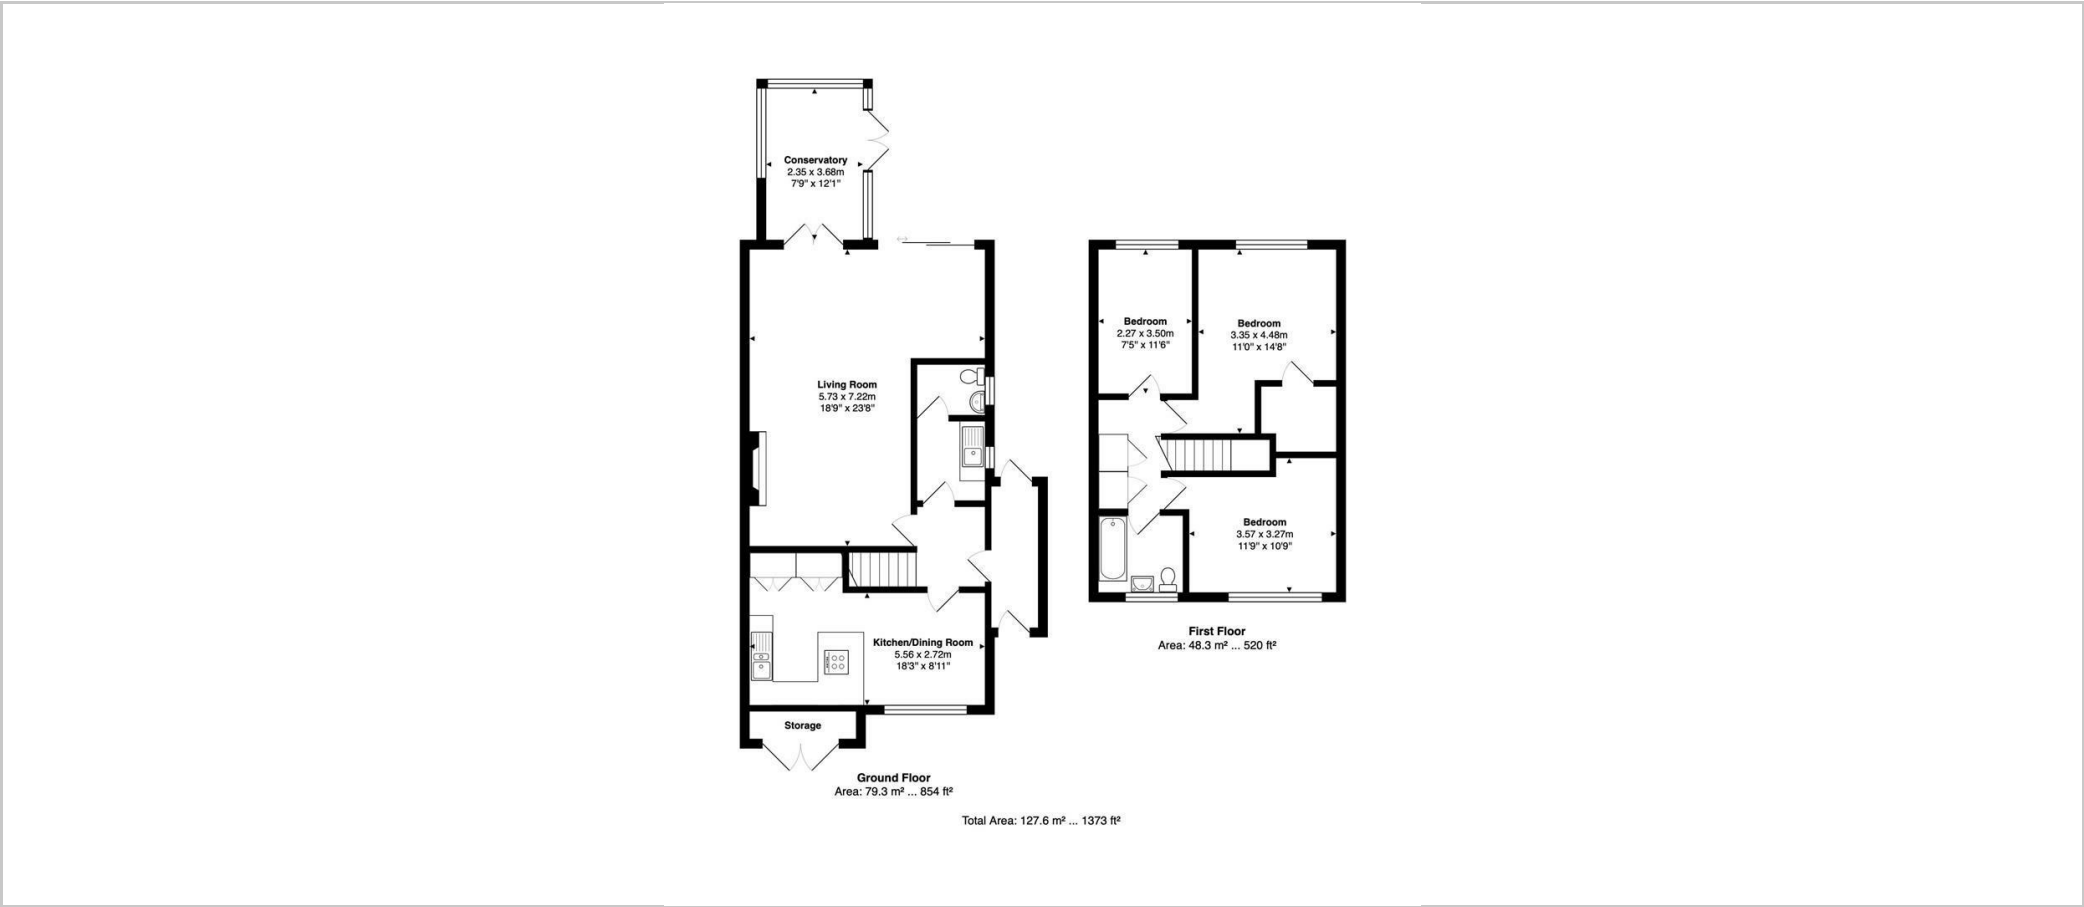 Conservatory
2.35 x 3.68m
7'9" x 12'1"
Living Room
5.73 x 7.22m
18'9" x 23'8"
Kitchen/Dining Room
5.56 x 2.72m
18'3" x 8'11"
Storage
Ground Floor
Area: 79.3 m² ... 854 ft²
Bedroom
2.27 x 3.50m
7'5" x 11'6"
Bedroom
3.35 x 4.48m
11'0" x 14'8"
Bedroom
3.57 x 3.27m
11'9" x 10'9"
First Floor
Area: 48.3 m² ... 520 ft²
Total Area: 127.6 m² ... 1373 ft²